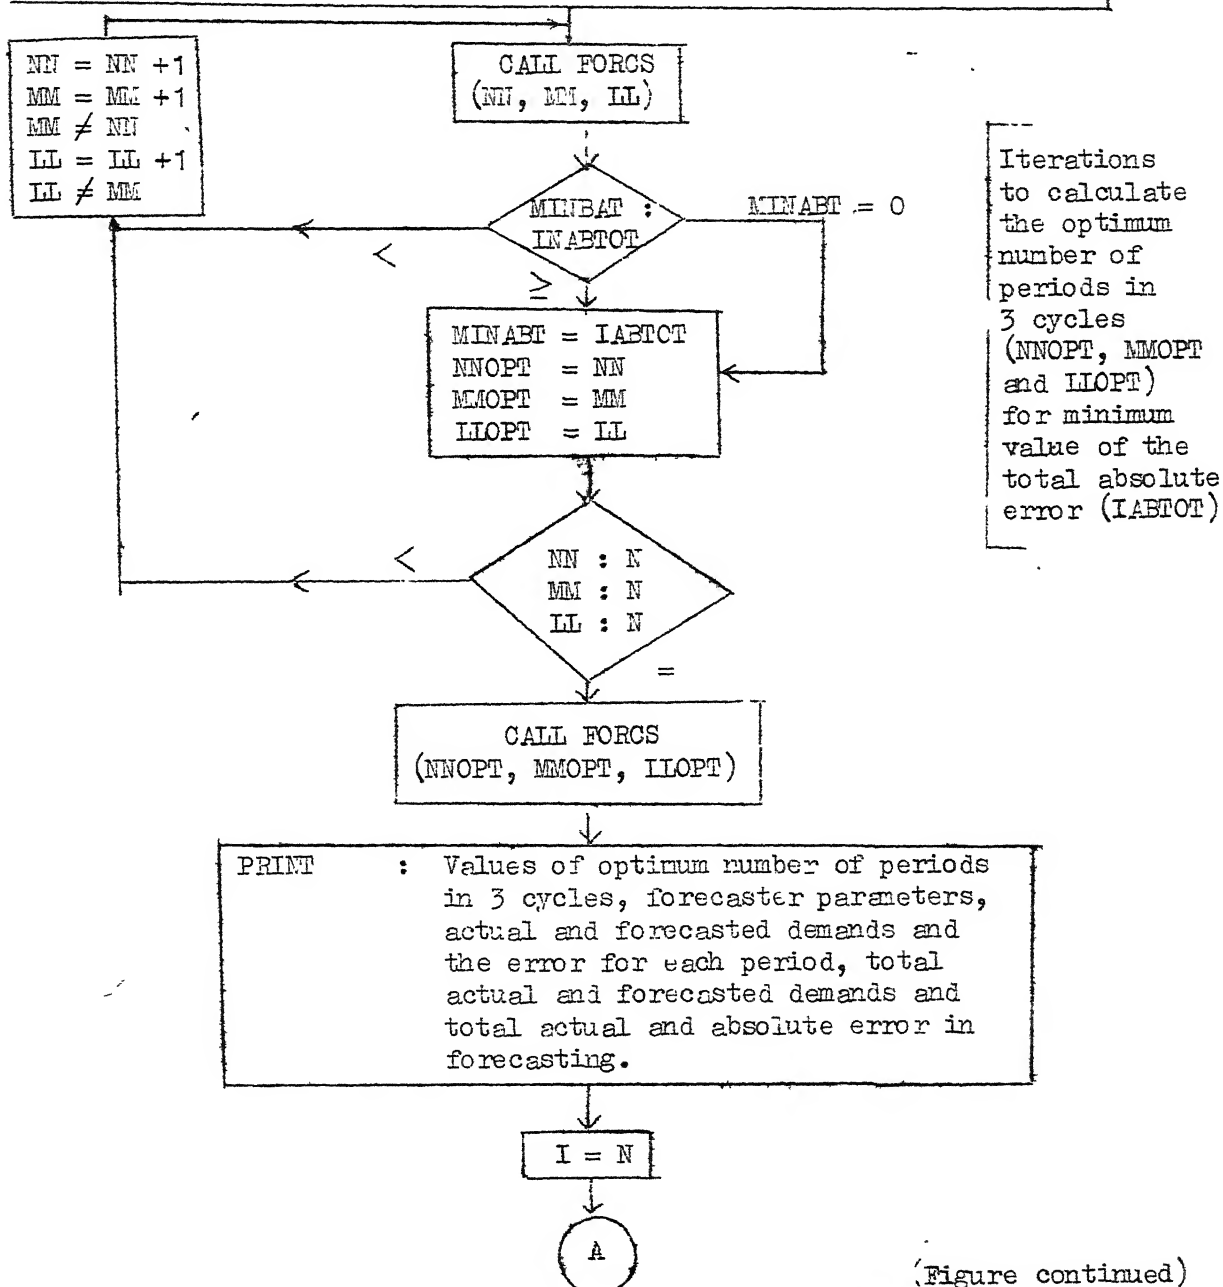 NN = NN +1
MM = MM +1
MM ≠ NN
LL = LL +1
LL ≠ MM
CALL FORCS
(NN, MM, LL)
MINBAT :
INABTOT
MINABT = 0
<
≥
MINABT = IABTOT
NNOPT = NN
MMOPT = MM
LLOPT = LL
Iterations
to calculate
the optimum
number of
periods in
3 cycles
(NNOPT, MMOPT
and LLOPT)
for minimum
value of the
total absolute
error (IABTOT)
<
NN : N
MM : N
LL : N
=
CALL FORCS
(NNOPT, MMOPT, LLOPT)
PRINT : Values of optimum number of periods
in 3 cycles, forecaster parameters,
actual and forecasted demands and
the error for each period, total
actual and forecasted demands and
total actual and absolute error in
forecasting.
I = N
A
(Figure continued)